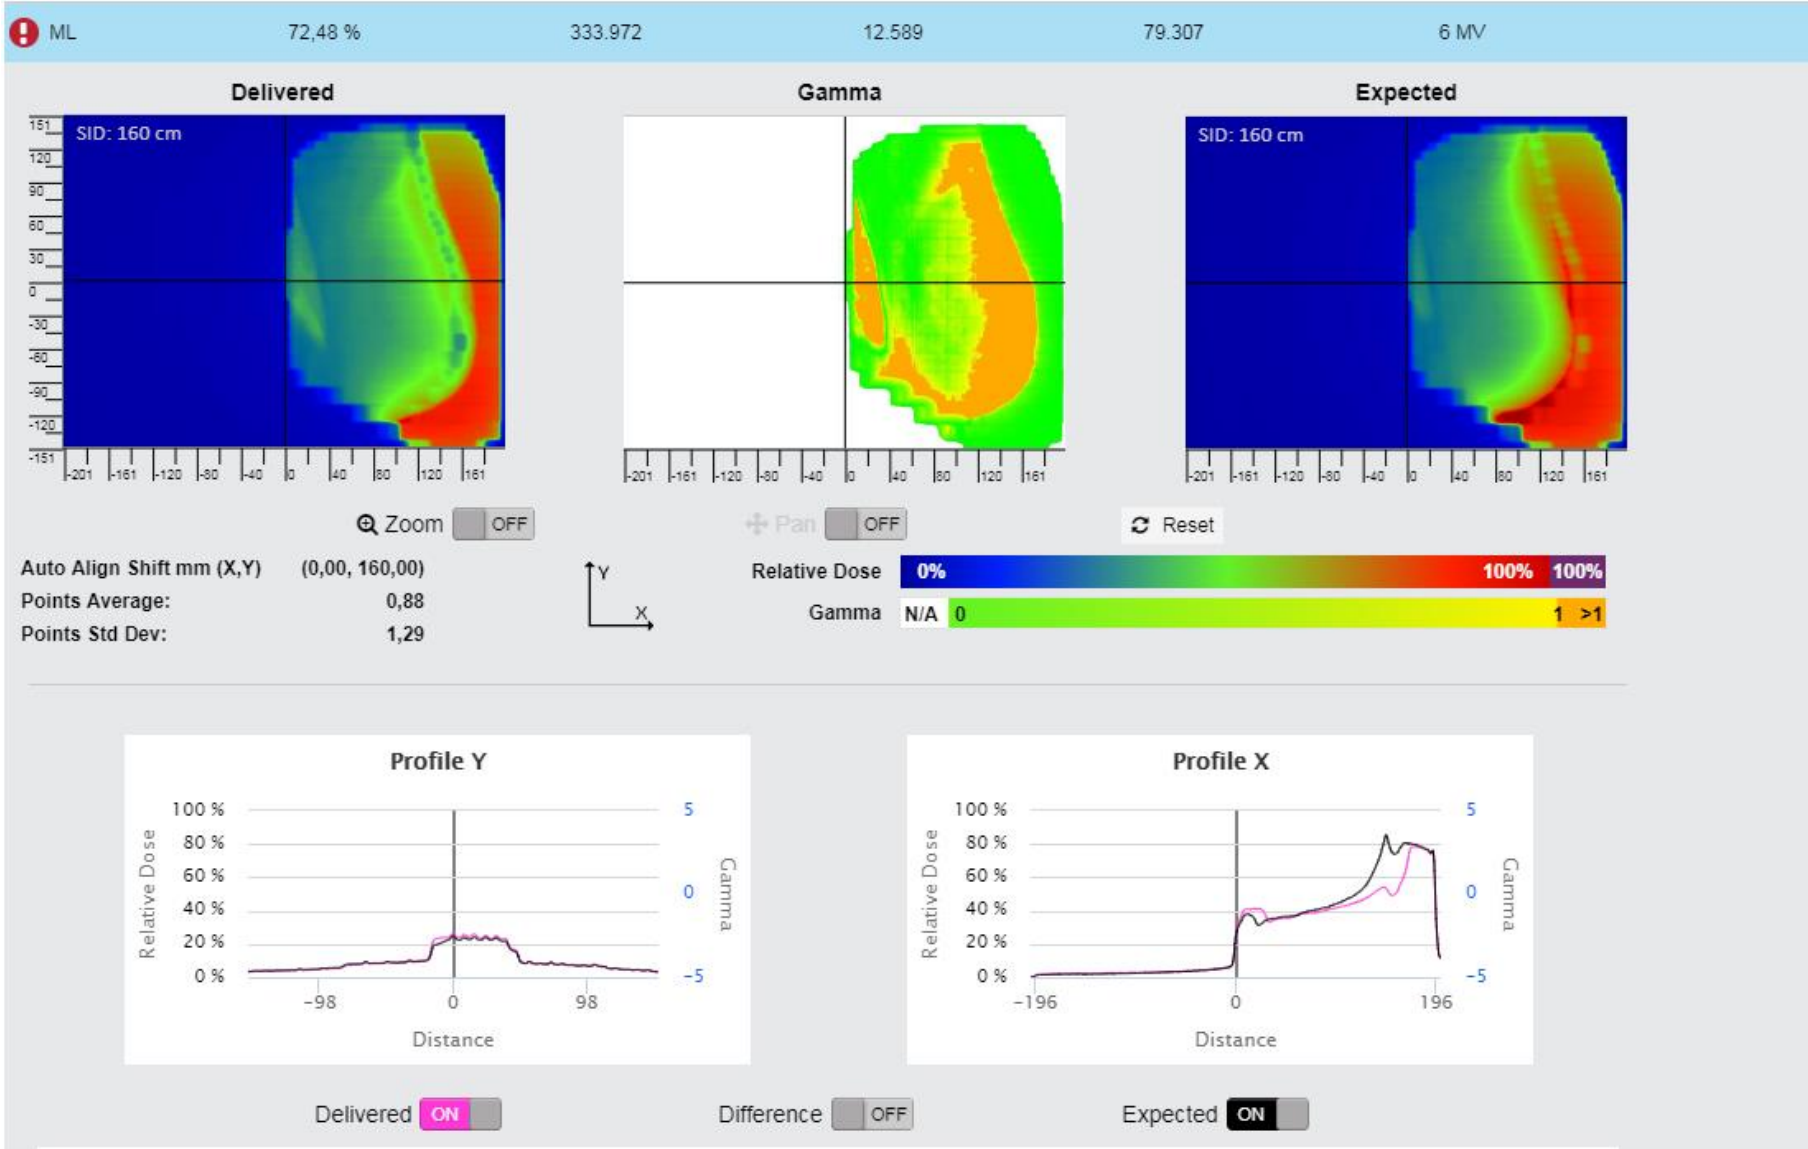 ML 72,48 % 333.972 12.589 79.307 6 MV
Delivered Gamma Expected
SID: 160 cm SID: 160 cm
151
120
90
60
30
0
-30
-60
-90
-120
-151
-201 -161 -120 -80 -40 0 40 80 120 161
-201 -161 -120 -80 -40 0 40 80 120 161
-201 -161 -120 -80 -40 0 40 80 120 161
Zoom OFF Pan OFF Reset
Auto Align Shift mm (X,Y) (0,00, 160,00)
Points Average: 0,88
Points Std Dev: 1,29
Y
X
Relative Dose 0% 100% 100%
Gamma N/A 0 1 >1
Profile Y
100 % 5
80 %
60 %
0
40 %
20 %
0 % -5
Relative Dose
Gamma
-98 0 98
Distance
Profile X
100 % 5
80 %
60 %
0
40 %
20 %
0 % -5
Relative Dose
Gamma
-196 0 196
Distance
Delivered ON Difference OFF Expected ON